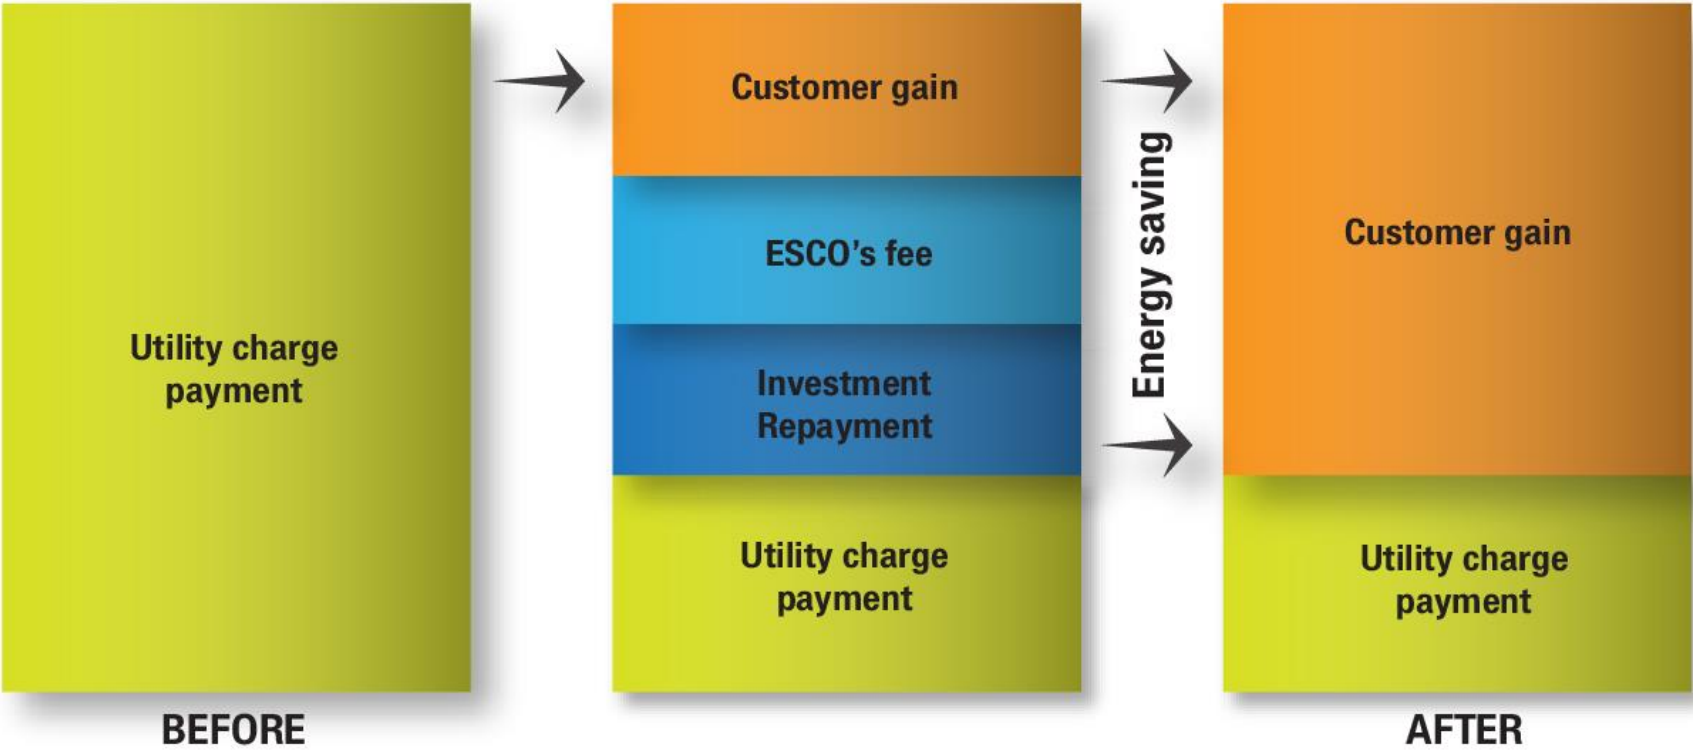 Utility charge
payment
BEFORE
Customer gain
ESCO's fee
Investment
Repayment
Utility charge
payment
Energy saving
Customer gain
Utility charge
payment
AFTER